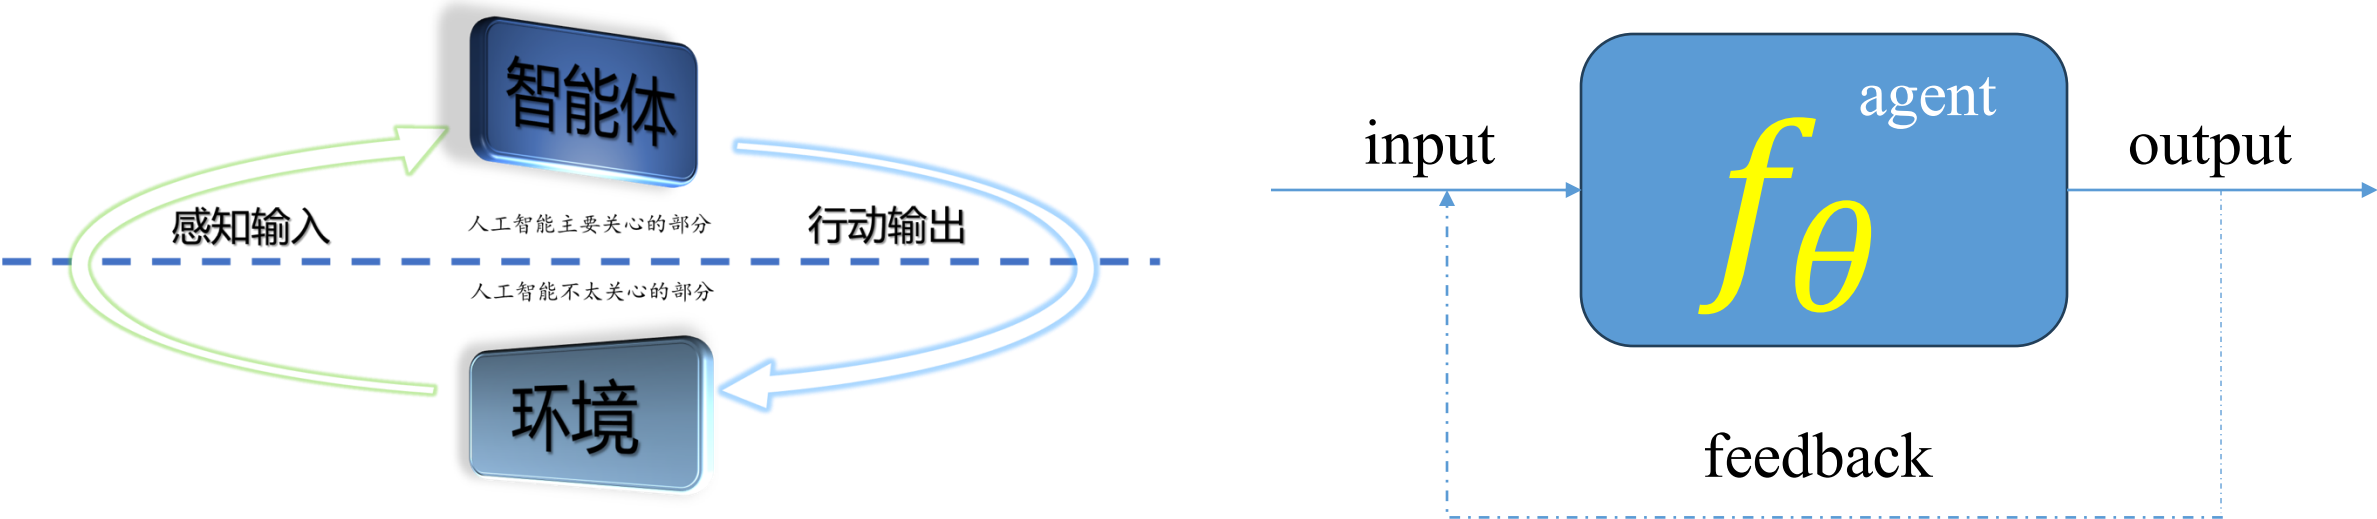 智能体
感知输入
人工智能主要关心的部分
行动输出
人工智能不太关心的部分
环境
agent
input
f θ
output
feedback